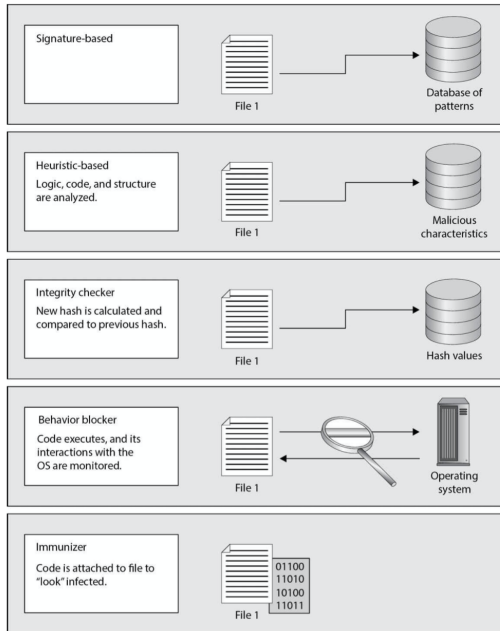 Signature-based
File 1
Database of
patterns
Heuristic-based
Logic, code, and structure
are analyzed.
File 1
Malicious
characteristics
Integrity checker
New hash is calculated and
compared to previous hash.
File 1
Hash values
Behavior blocker
Code executes, and its
interactions with the
OS are monitored.
File 1
Operating
system
Immunizer
Code is attached to file to
“look” infected.
01100
11010
10100
11011
File 1